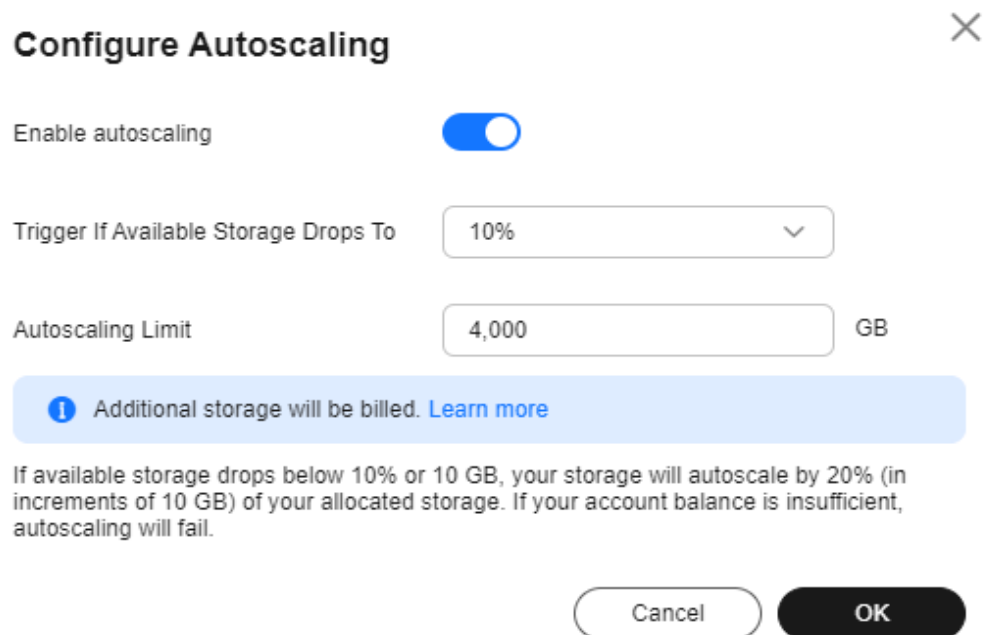 Configure Autoscaling
Enable autoscaling
Trigger If Available Storage Drops To 10%
Autoscaling Limit 4,000 GB
Additional storage will be billed. Learn more
If available storage drops below 10% or 10 GB, your storage will autoscale by 20% (in
increments of 10 GB) of your allocated storage. If your account balance is insufficient,
autoscaling will fail.
Cancel OK